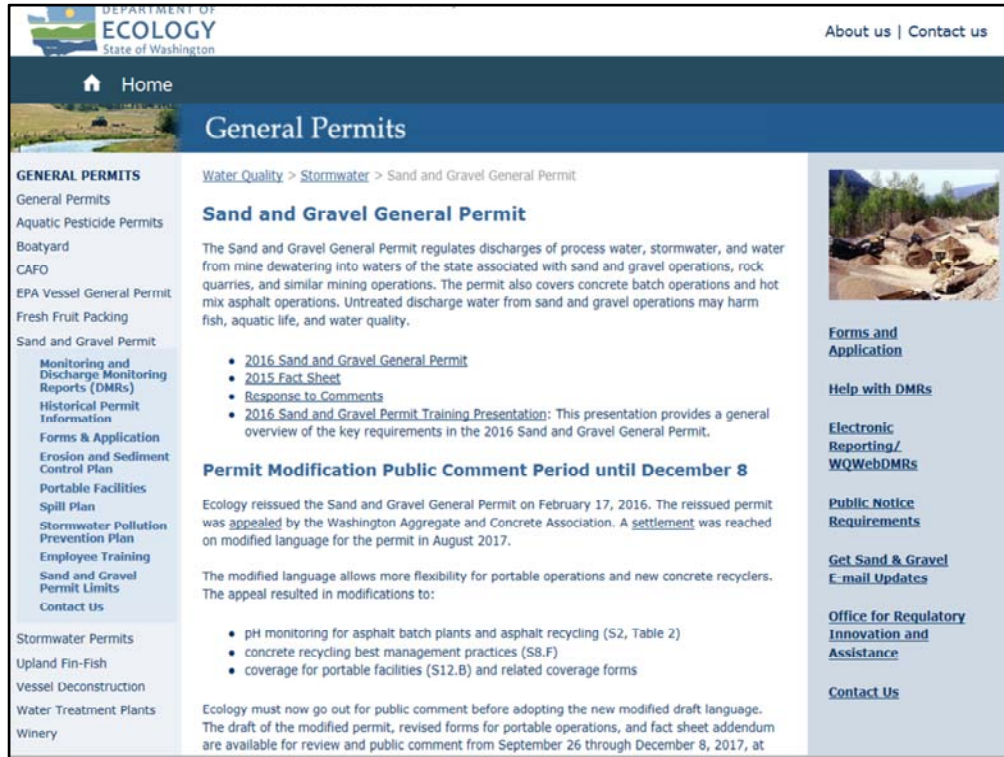 DEPARTMENT OF
ECOLOGY
State of Washington
About us | Contact us
Home
General Permits
GENERAL PERMITS
General Permits
Aquatic Pesticide Permits
Boatyard
CAFO
EPA Vessel General Permit
Fresh Fruit Packing
Sand and Gravel Permit
Monitoring and
Discharge Monitoring
Reports (DMRs)
Historical Permit
Information
Forms & Application
Erosion and Sediment
Control Plan
Portable Facilities
Spill Plan
Stormwater Pollution
Prevention Plan
Employee Training
Sand and Gravel
Permit Limits
Contact Us
Stormwater Permits
Upland Fin-Fish
Vessel Deconstruction
Water Treatment Plants
Winery
Water Quality > Stormwater > Sand and Gravel General Permit
Sand and Gravel General Permit
The Sand and Gravel General Permit regulates discharges of process water, stormwater, and water
from mine dewatering into waters of the state associated with sand and gravel operations, rock
quarries, and similar mining operations. The permit also covers concrete batch operations and hot
mix asphalt operations. Untreated discharge water from sand and gravel operations may harm
fish, aquatic life, and water quality.
• 2016 Sand and Gravel General Permit
• 2015 Fact Sheet
• Response to Comments
• 2016 Sand and Gravel Permit Training Presentation: This presentation provides a general
overview of the key requirements in the 2016 Sand and Gravel General Permit.
Permit Modification Public Comment Period until December 8
Ecology reissued the Sand and Gravel General Permit on February 17, 2016. The reissued permit
was appealed by the Washington Aggregate and Concrete Association. A settlement was reached
on modified language for the permit in August 2017.
The modified language allows more flexibility for portable operations and new concrete recyclers.
The appeal resulted in modifications to:
• pH monitoring for asphalt batch plants and asphalt recycling (S2, Table 2)
• concrete recycling best management practices (S8.F)
• coverage for portable facilities (S12.B) and related coverage forms
Ecology must now go out for public comment before adopting the new modified draft language.
The draft of the modified permit, revised forms for portable operations, and fact sheet addendum
are available for review and public comment from September 26 through December 8, 2017, at
Forms and
Application
Help with DMRs
Electronic
Reporting/
WQWebDMRs
Public Notice
Requirements
Get Sand & Gravel
E-mail Updates
Office for Regulatory
Innovation and
Assistance
Contact Us